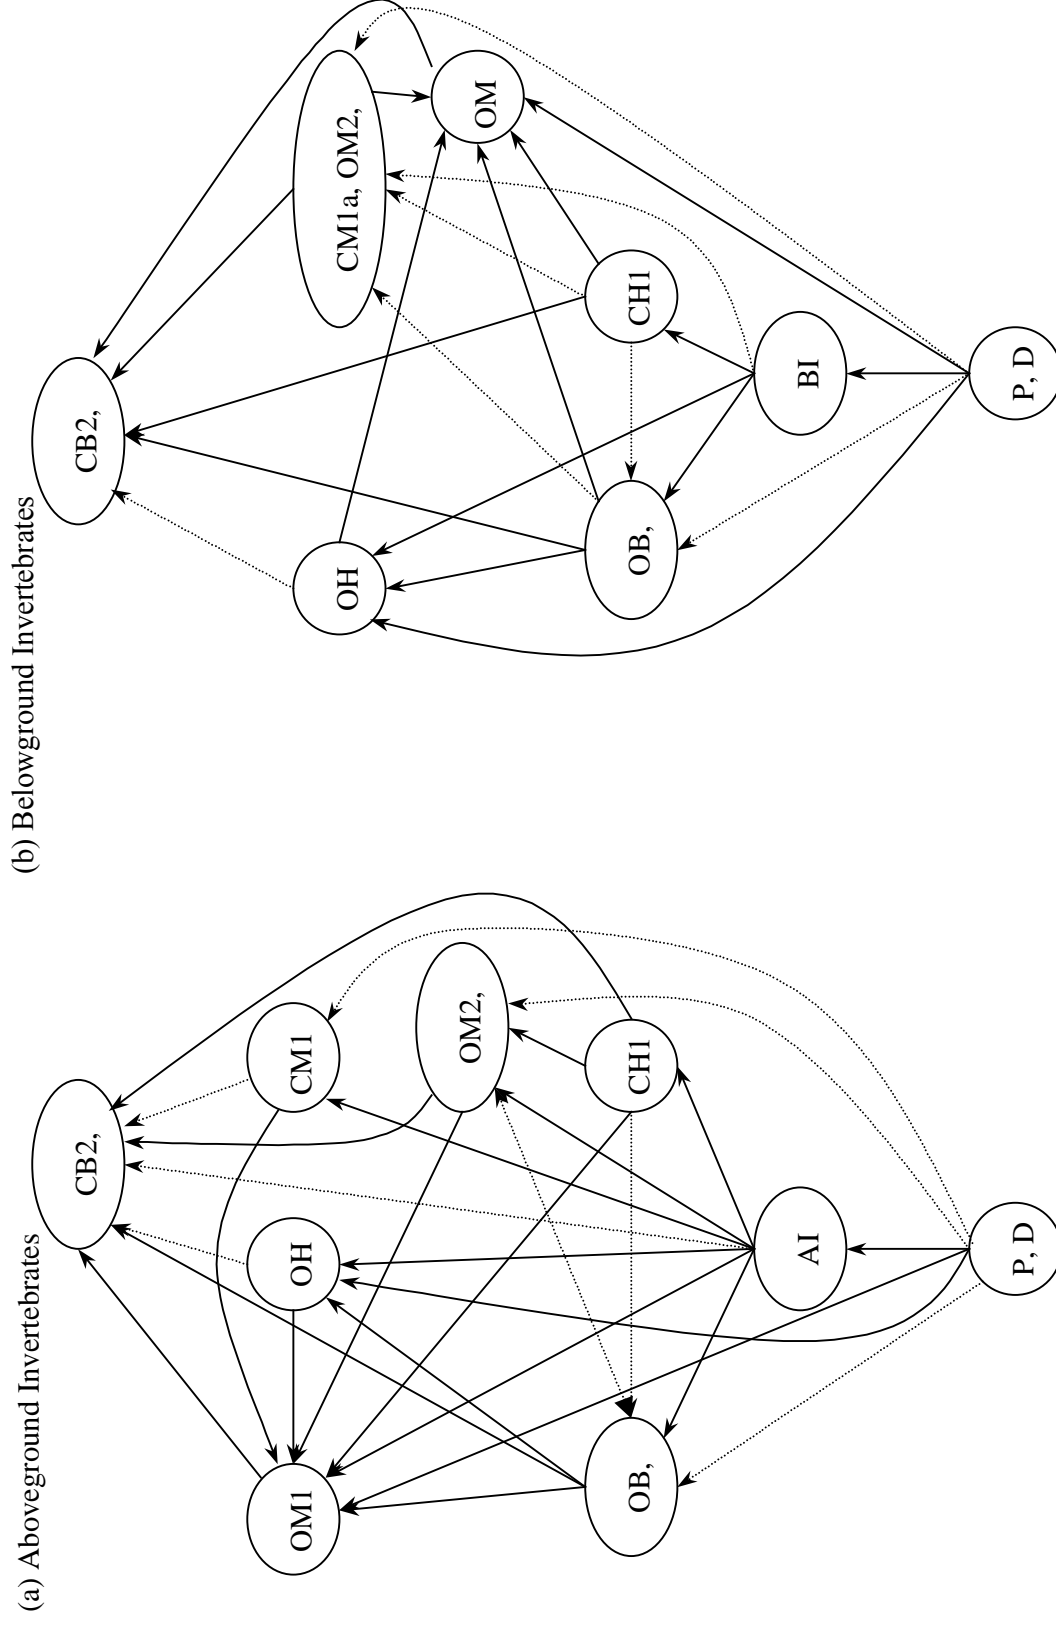 (a) Aboveground Invertebrates
CB2,
CM1
OH
OM1
OM2,
CH1
OB,
AI
P, D
(b) Belowground Invertebrates
CB2,
CM1a, OM2,
OH
OM
CH1
OB,
BI
P, D